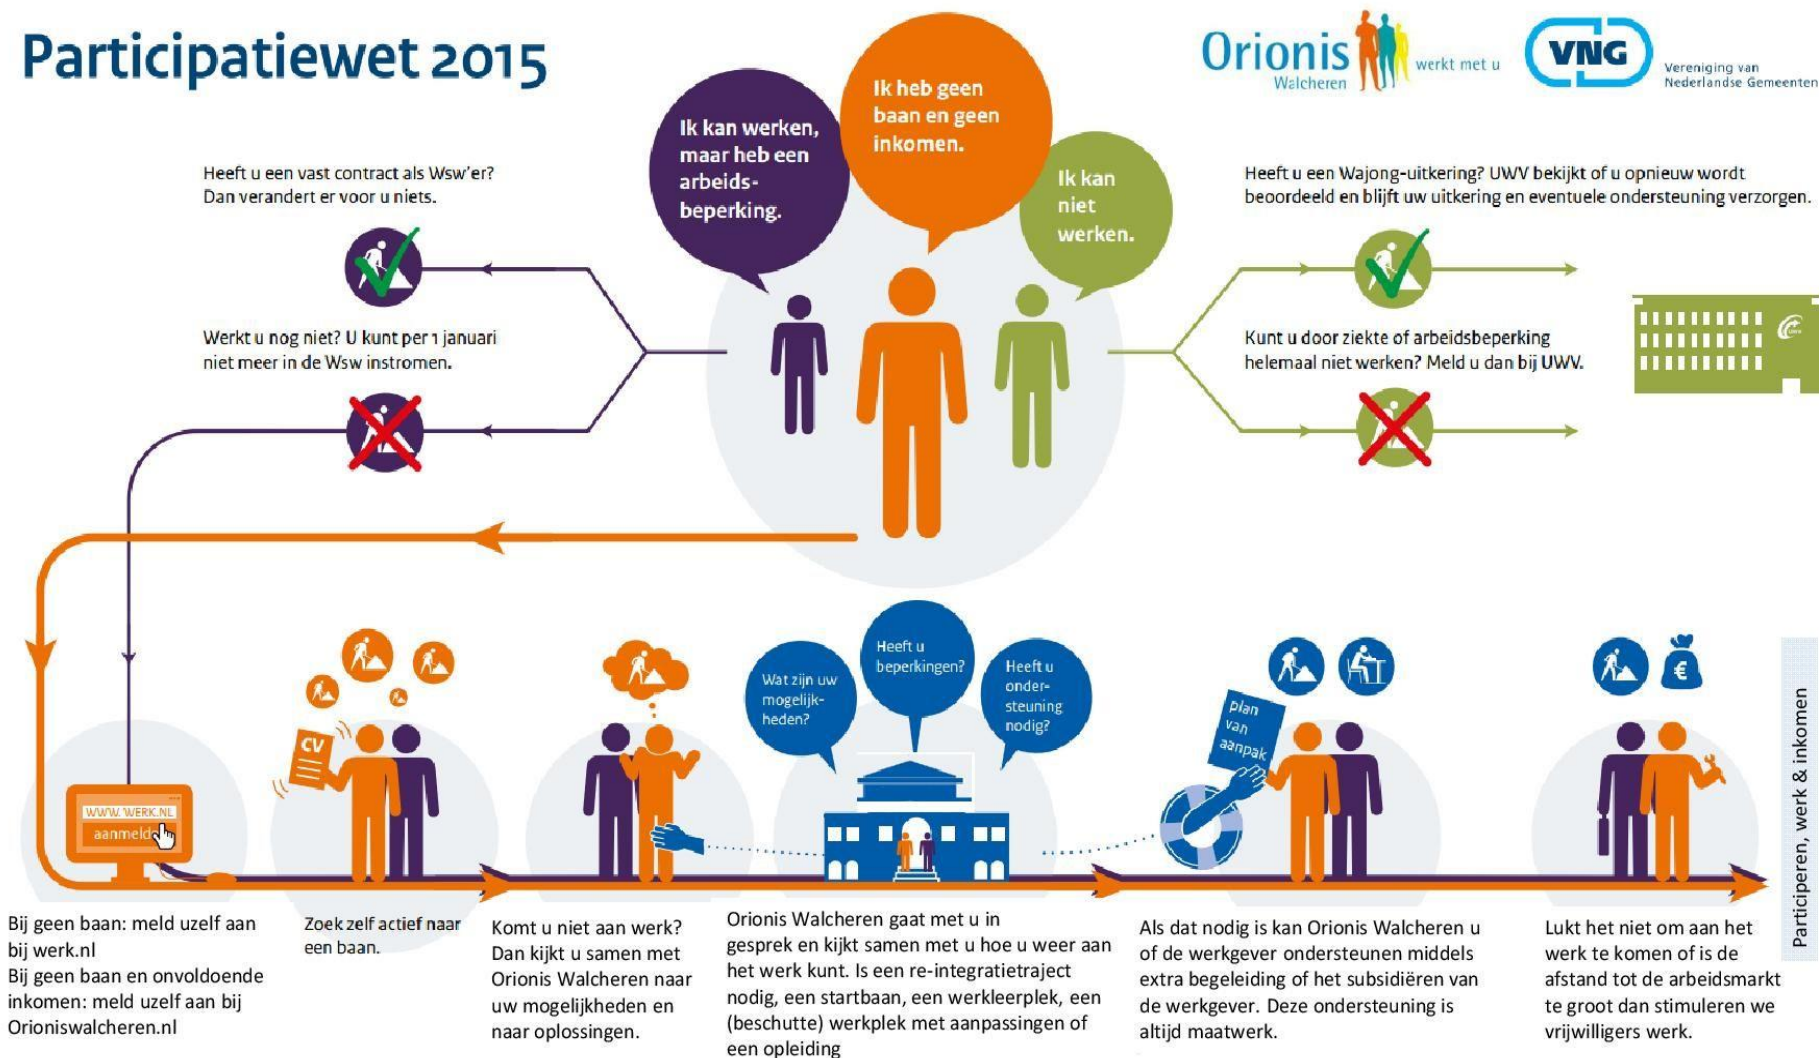 Participatiewet 2015
Orionis
Walcheren
werkt met u
VNG
Vereniging van
Nederlandse Gemeenten
Ik kan werken,
maar heb een
arbeids-
beperking.
Ik heb geen
baan en geen
inkomen.
Ik kan
niet
werken.
Heeft u een vast contract als Wsw'er?
Dan verandert er voor u niets.
Werkt u nog niet? U kunt per 1 januari
niet meer in de Wsw instromen.
Heeft u een Wajong-uitkering? UWV bekijkt of u opnieuw wordt
beoordeeld en blijft uw uitkering en eventuele ondersteuning verzorgen.
Kunt u door ziekte of arbeidsbeperking
helemaal niet werken? Meld u dan bij UWV.
WWW.WERK.NL
aanmeld
CV
Wat zijn uw
mogelijk-
heden?
Heeft u
beperkingen?
Heeft u
onder-
steuning
nodig?
plan
van
aanpak
€
Participeren, werk & inkomen
Bij geen baan: meld uzelf aan
bij werk.nl
Bij geen baan en onvoldoende
inkomen: meld uzelf aan bij
Orioniswalcheren.nl
Zoek zelf actief naar
een baan.
Komt u niet aan werk?
Dan kijkt u samen met
Orionis Walcheren naar
uw mogelijkheden en
naar oplossingen.
Orionis Walcheren gaat met u in
gesprek en kijkt samen met u hoe u weer aan
het werk kunt. Is een re-integratietraject
nodig, een startbaan, een werkleerplek, een
(beschutte) werkplek met aanpassingen of
een opleiding
Als dat nodig is kan Orionis Walcheren u
of de werkgever ondersteunen middels
extra begeleiding of het subsidiëren van
de werkgever. Deze ondersteuning is
altijd maatwerk.
Lukt het niet om aan het
werk te komen of is de
afstand tot de arbeidsmarkt
te groot dan stimuleren we
vrijwilligers werk.